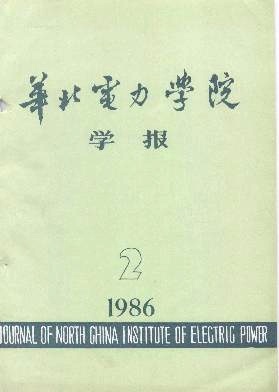 華北電力学院
学报
2
1986
JOURNAL OF NORTH CHINA INSTITUTE OF ELECTRIC POWER